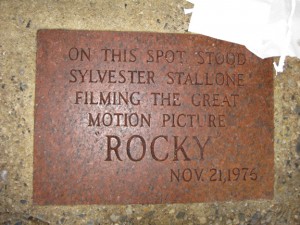 ON THIS SPOT STOOD
SYLVESTER STALLONE
FILMING THE GREAT
MOTION PICTURE
ROCKY
NOV. 21,1975